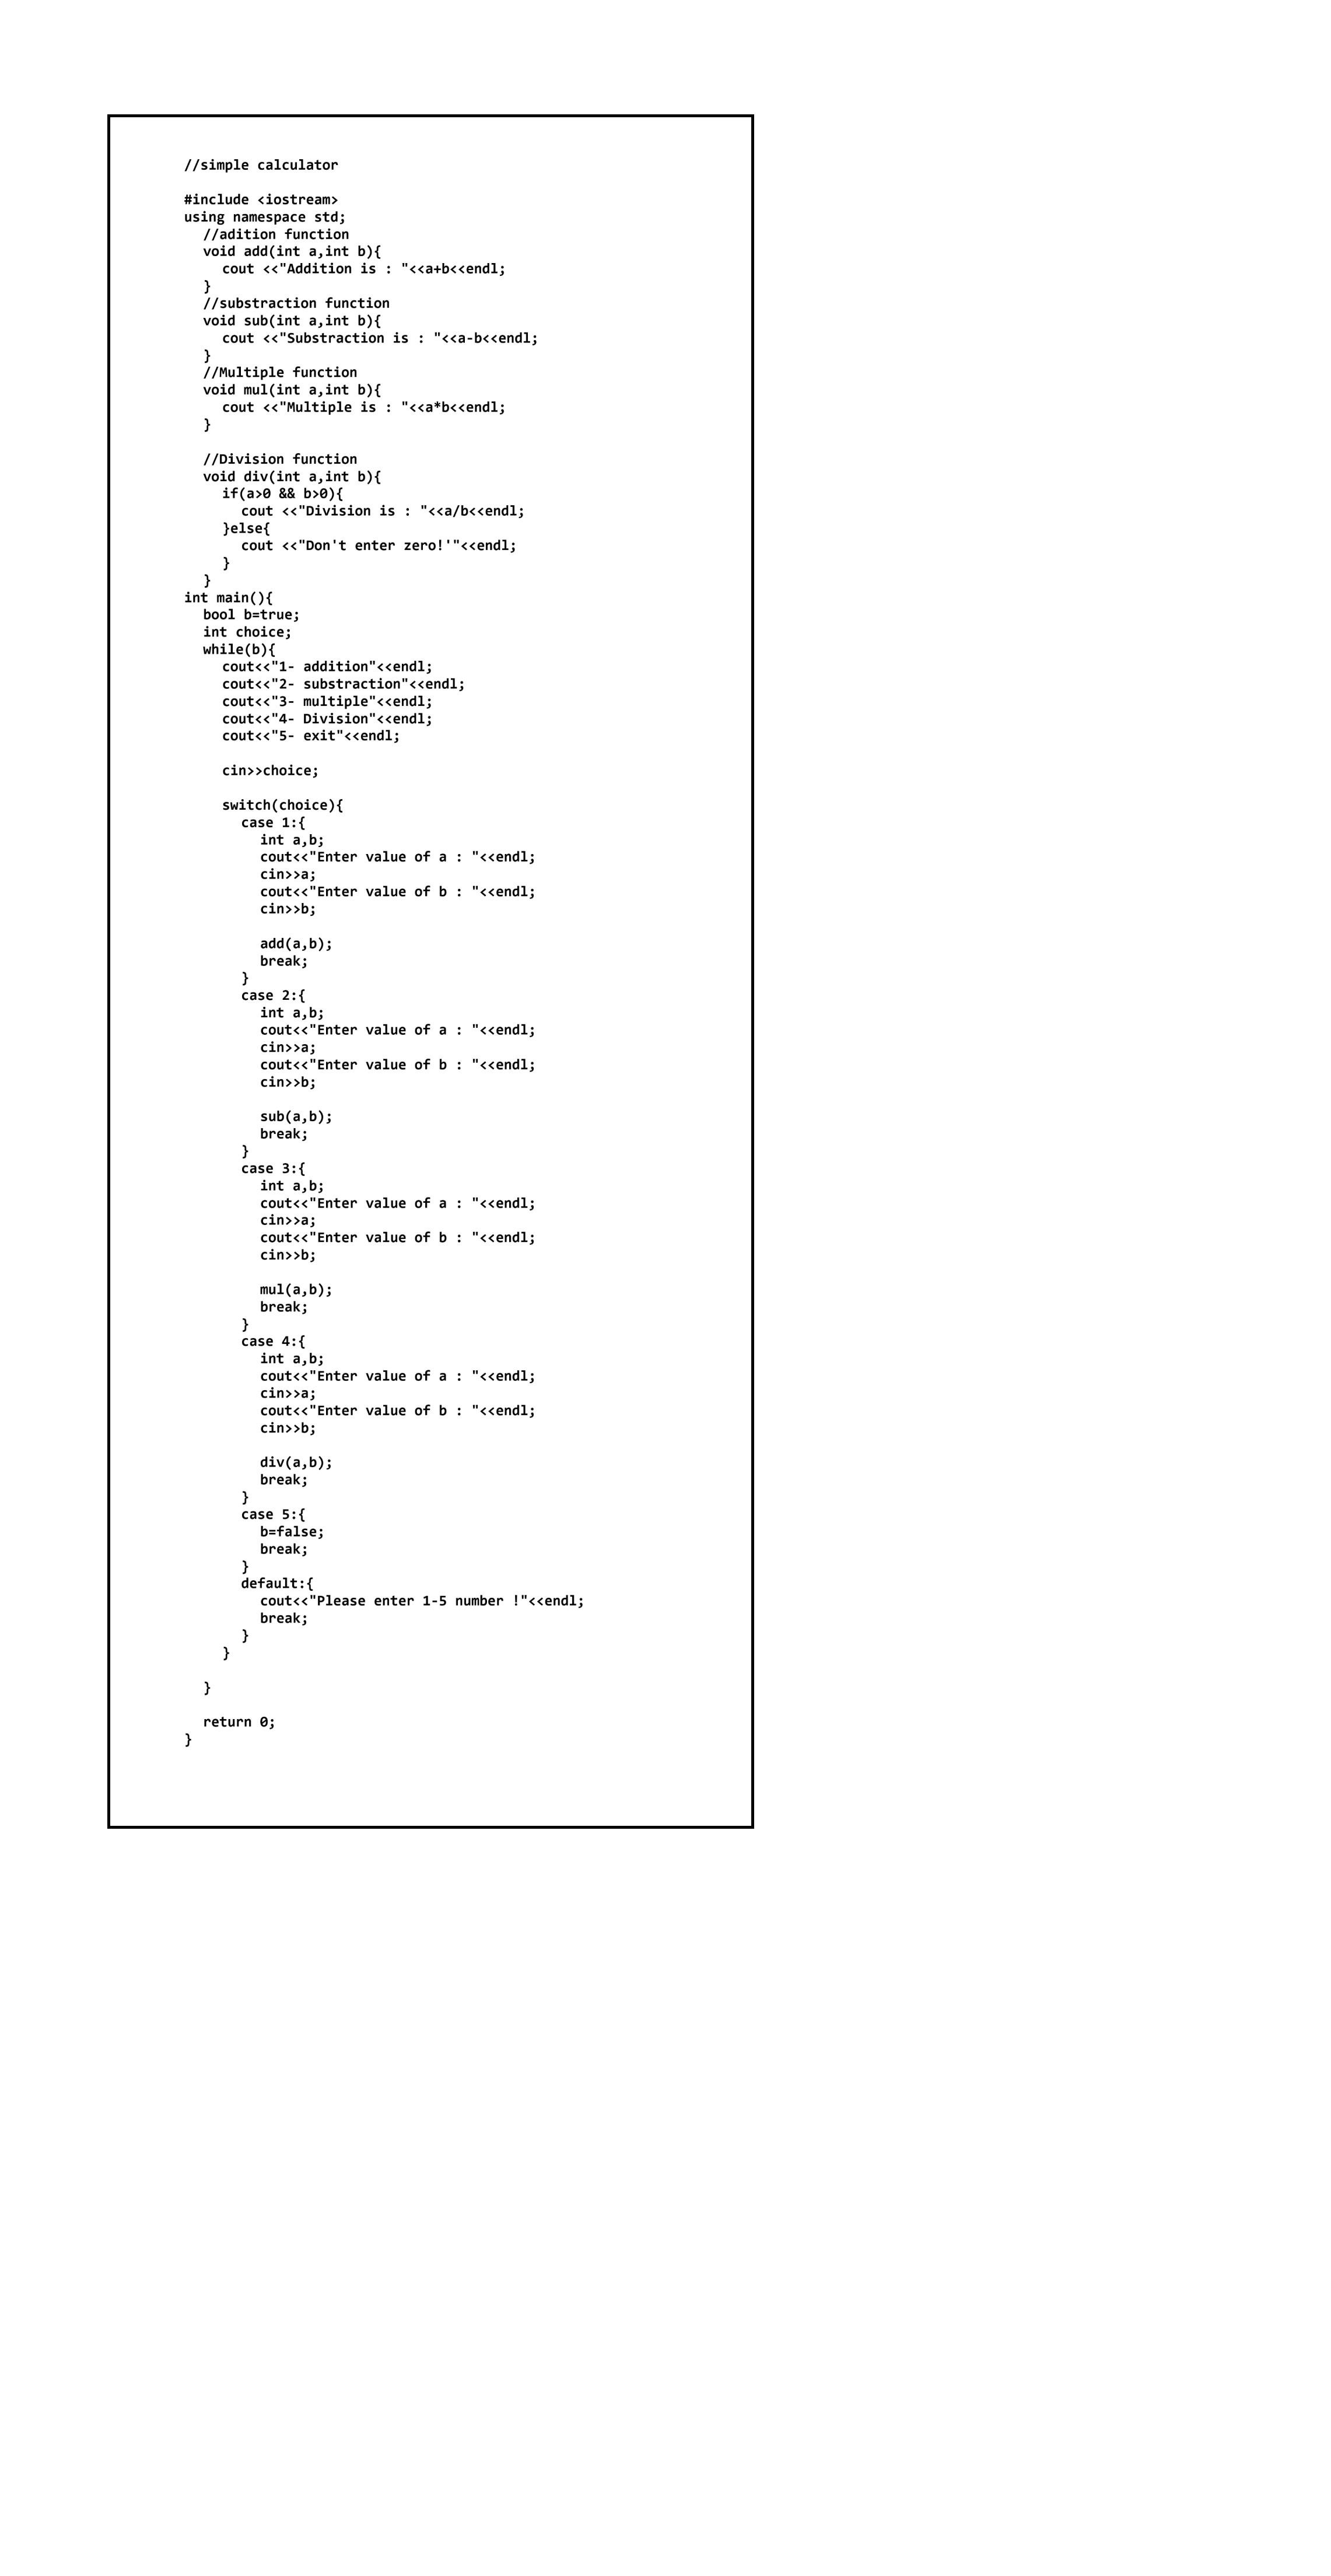 //simple calculator

#include <iostream>
using namespace std;
  //adition function
  void add(int a,int b){
    cout <<"Addition is : "<<a+b<<endl;
  }
  //substraction function
  void sub(int a,int b){
    cout <<"Substraction is : "<<a-b<<endl;
  }
  //Multiple function
  void mul(int a,int b){
    cout <<"Multiple is : "<<a*b<<endl;
  }

  //Division function
  void div(int a,int b){
    if(a>0 && b>0){
      cout <<"Division is : "<<a/b<<endl;
    }else{
      cout <<"Don't enter zero!'"<<endl;
    }
  }
int main(){
  bool b=true;
  int choice;
  while(b){
    cout<<"1- addition"<<endl;
    cout<<"2- substraction"<<endl;
    cout<<"3- multiple"<<endl;
    cout<<"4- Division"<<endl;
    cout<<"5- exit"<<endl;

    cin>>choice;

    switch(choice){
      case 1:{
        int a,b;
        cout<<"Enter value of a : "<<endl;
        cin>>a;
        cout<<"Enter value of b : "<<endl;
        cin>>b;

        add(a,b);
        break;
      }
      case 2:{
        int a,b;
        cout<<"Enter value of a : "<<endl;
        cin>>a;
        cout<<"Enter value of b : "<<endl;
        cin>>b;

        sub(a,b);
        break;
      }
      case 3:{
        int a,b;
        cout<<"Enter value of a : "<<endl;
        cin>>a;
        cout<<"Enter value of b : "<<endl;
        cin>>b;

        mul(a,b);
        break;
      }
      case 4:{
        int a,b;
        cout<<"Enter value of a : "<<endl;
        cin>>a;
        cout<<"Enter value of b : "<<endl;
        cin>>b;

        div(a,b);
        break;
      }
      case 5:{
        b=false;
        break;
      }
      default:{
        cout<<"Please enter 1-5 number !"<<endl;
        break;
      }
    }

  }

  return 0;
}